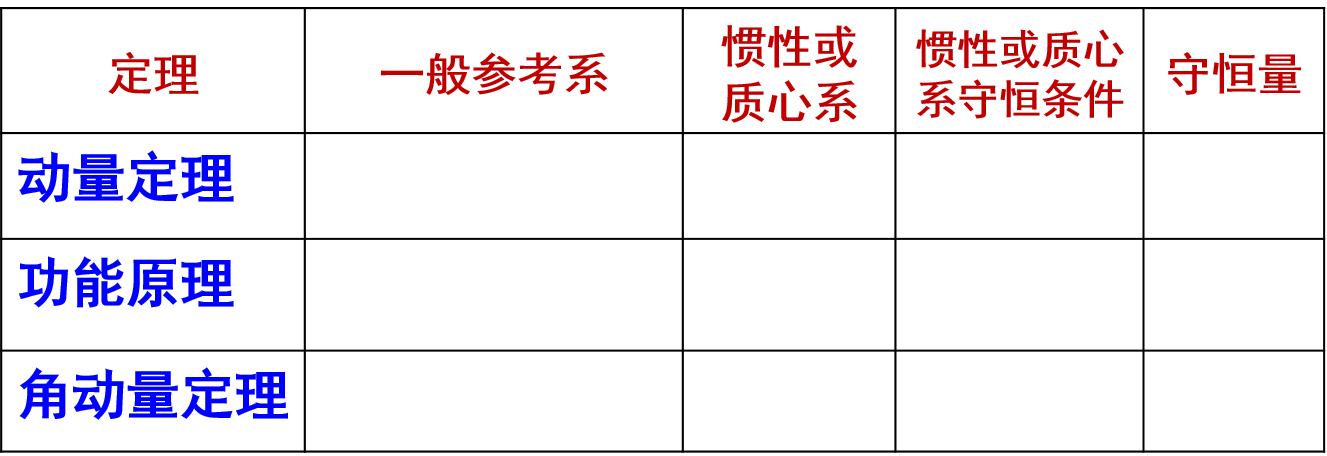 定理
一般参考系
惯性或
质心系
惯性或质心
系守恒条件
守恒量
动量定理
功能原理
角动量定理